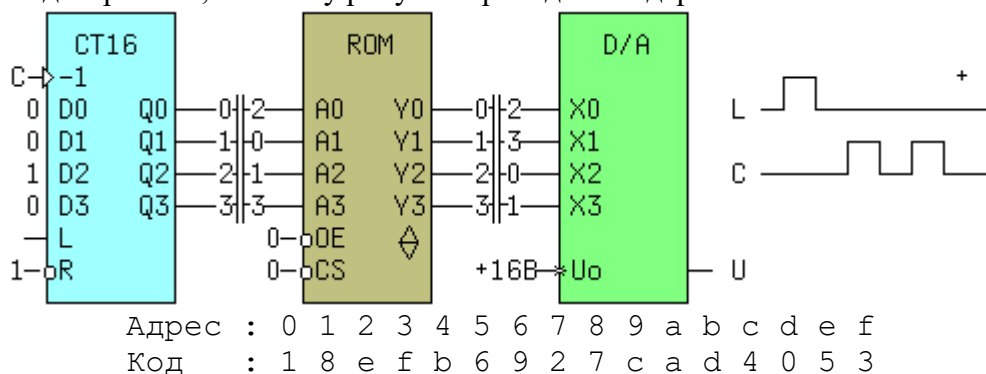 CT16 ROM D/A
C -1 +
0 D0 Q0 0 2 A0 Y0 0 2 X0 L
0 D1 Q1 1 0 A1 Y1 1 3 X1
1 D2 Q2 2 1 A2 Y2 2 0 X2 C
0 D3 Q3 3 3 A3 Y3 3 1 X3
L 0 OE
1 R 0 CS +16В Uo U
Адрес : 0 1 2 3 4 5 6 7 8 9 a b c d e f
Код : 1 8 e f b 6 9 2 7 c a d 4 0 5 3